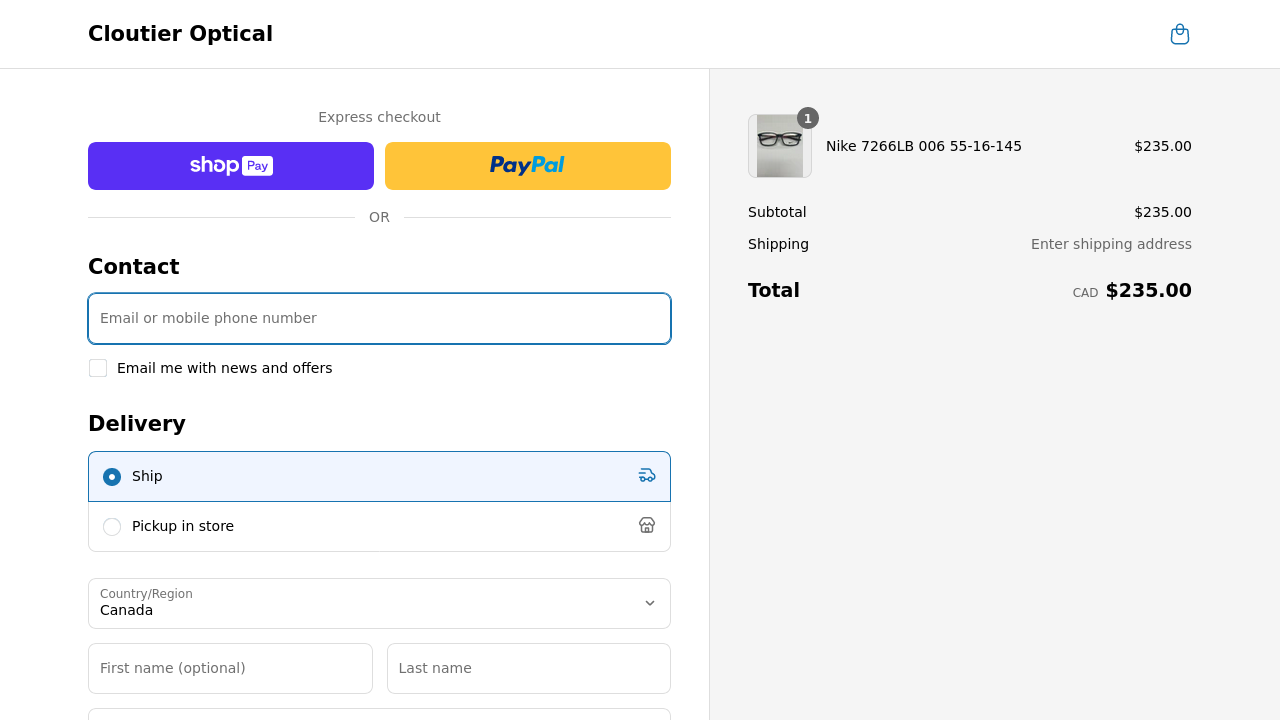 Cloutier Optical
Express checkout
shop Pay
PayPal
OR
Contact
Email or mobile phone number
Email me with news and offers
Delivery
Ship
Pickup in store
Country/Region
Canada
First name (optional)
Last name
1
Nike 7266LB 006 55-16-145
$235.00
Subtotal
$235.00
Shipping
Enter shipping address
Total
CAD $235.00